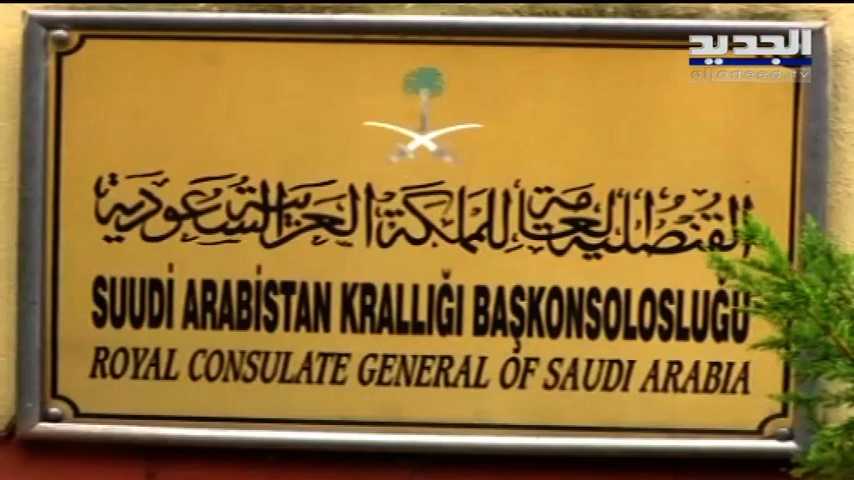 الجديد
aljadeed.tv
القنصلية العامة للمملكة العربية السعودية
SUUDİ ARABİSTAN KRALLIĞI BAŞKONSOLOSLUĞU
ROYAL CONSULATE GENERAL OF SAUDI ARABIA